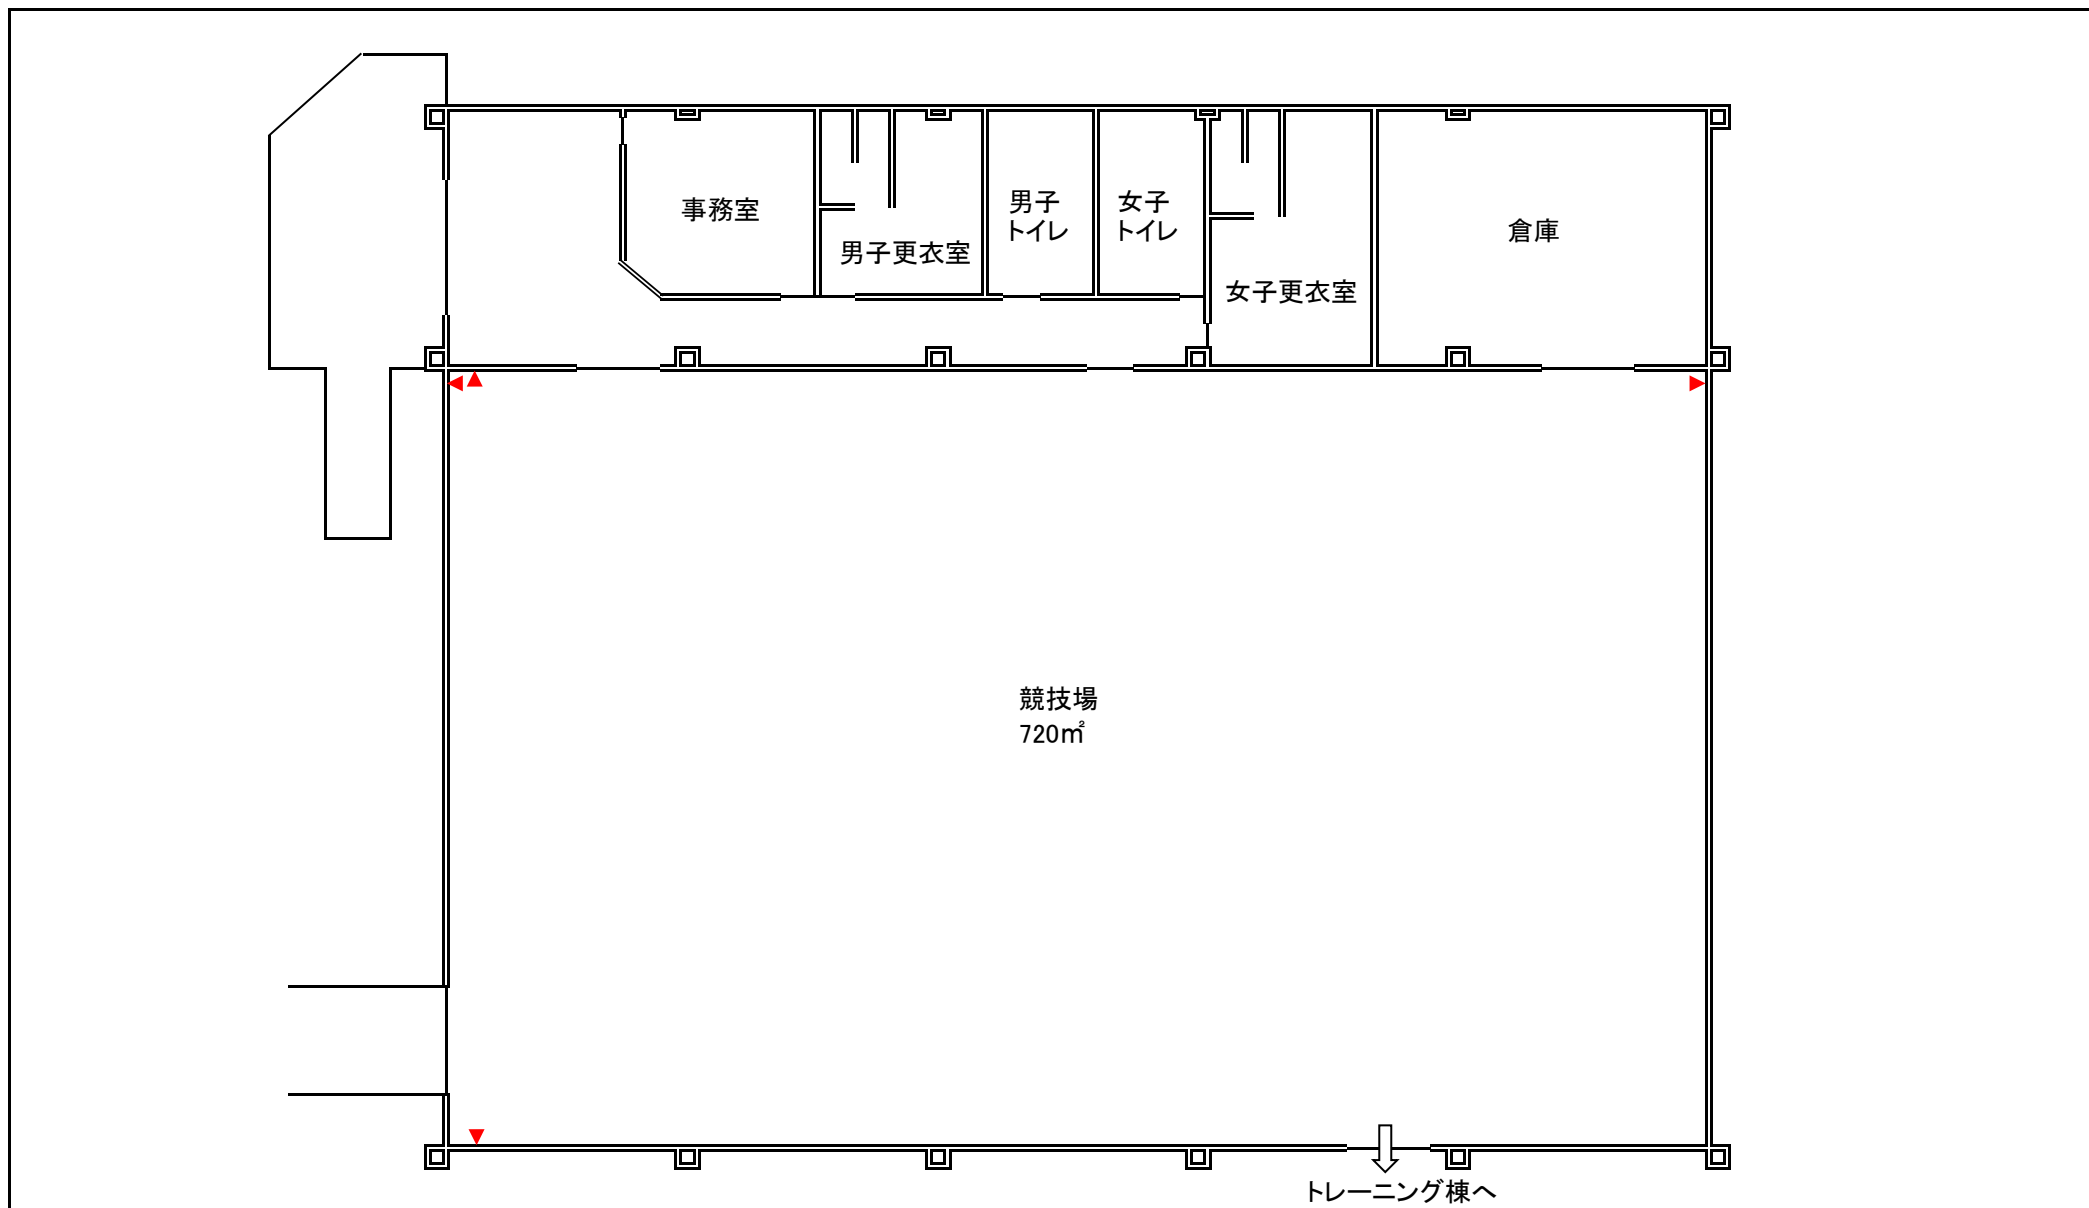 事務室
男子更衣室
男子
トイレ
女子
トイレ
女子更衣室
倉庫
競技場
720㎡
トレーニング棟へ